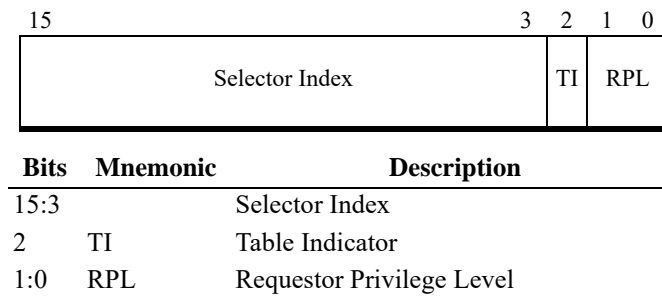 15 3 2 1 0
Selector Index TI RPL
Bits Mnemonic Description
15:3 Selector Index
2 TI Table Indicator
1:0 RPL Requestor Privilege Level